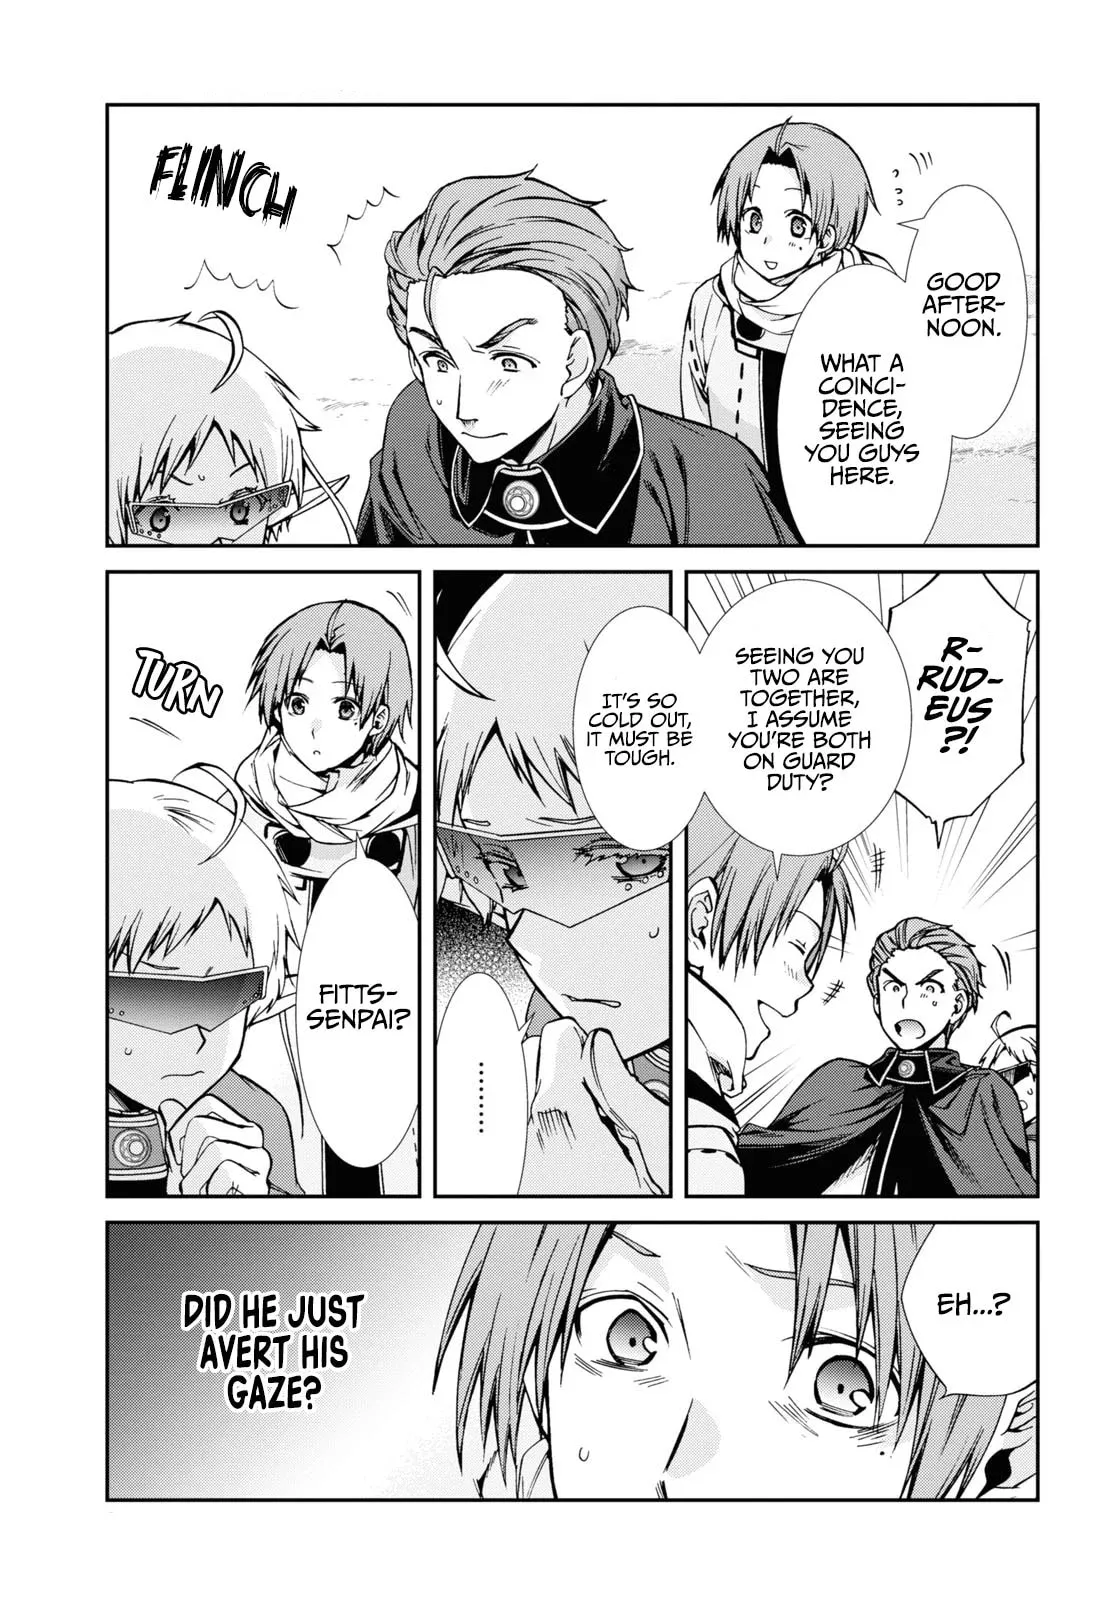 FLINCH
GOOD
AFTER-
NOON.
WHAT A
COINCI-
DENCE,
SEEING
YOU GUYS
HERE.
R-
RUD-
EUS
?!
SEEING YOU
TWO ARE
TOGETHER,
I ASSUME
YOU'RE BOTH
ON GUARD
DUTY?
IT'S SO
COLD OUT,
IT MUST BE
TOUGH.
.........
TURN
FITTS-
SENPAI?
EH...?
DID HE JUST
AVERT HIS
GAZE?